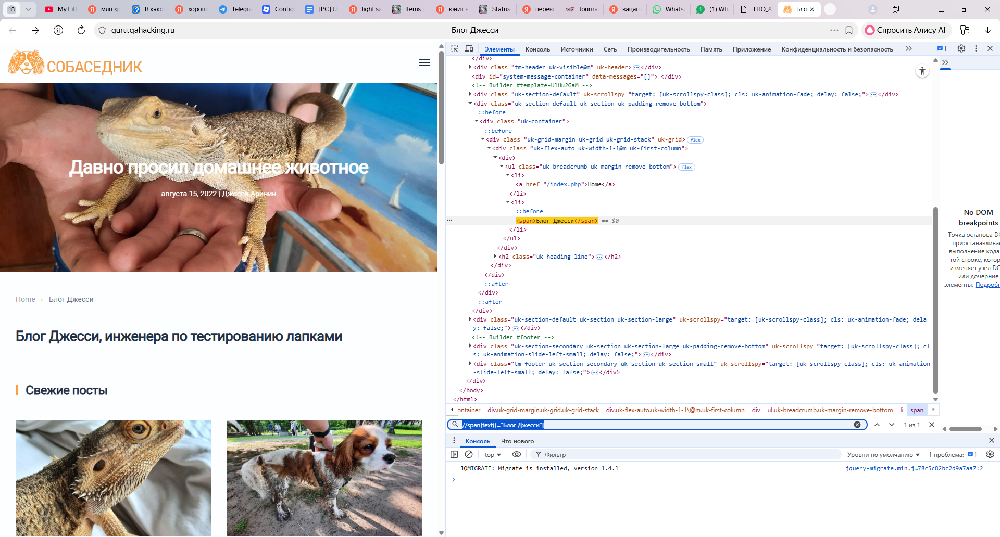 18
My Litt
млп хр
В како
хорош
Telegra
Config
[PC] U
light sa
Items
юнит в
Status
перево
top1 Journa
вацап
Whats
(1) Wh
ТПО_А
Бло
guru.qahacking.ru
Блог Джесси
Спросить Алису AI
СОБАСЕДНИК
Давно просил домашнее животное
августа 15, 2022 | Джесси Аринин
Home » Блог Джесси
Блог Джесси, инженера по тестированию лапками
Свежие посты
Элементы Консоль Источники Сеть Производительность Память Приложение Конфиденциальность и безопасность 1
</div>
<div class="tm-header uk-visible@m" uk-header>…</div>
<div id="system-message-container" data-messages="[]"> </div>
<!-- Builder #template-UlHu2GaM -->
<div class="uk-section-default" uk-scrollspy="target: [uk-scrollspy-class]; cls: uk-animation-fade; delay: false;">…</div>
<div class="uk-section-default uk-section uk-padding-remove-bottom">
::before
<div class="uk-container">
::before
<div class="uk-grid-margin uk-grid uk-grid-stack" uk-grid> flex
<div class="uk-flex-auto uk-width-1-1@m uk-first-column">
<div>
<ul class="uk-breadcrumb uk-margin-remove-bottom"> flex
<li>
<a href="/index.php">Home</a>
</li>
<li>
::before
<span>Блог Джесси</span> == $0
</li>
</ul>
</div>
<h2 class="uk-heading-line">…</h2>
</div>
</div>
::after
</div>
::after
</div>
<div class="uk-section-default uk-section uk-section-large" uk-scrollspy="target: [uk-scrollspy-class]; cls: uk-animation-fade; dela
y: false;">…</div>
<!-- Builder #footer -->
<div class="uk-section-secondary uk-section uk-section-large uk-padding-remove-bottom" uk-scrollspy="target: [uk-scrollspy-class]; cl
s: uk-animation-slide-left-small; delay: false;">…</div>
<div class="tm-footer uk-section-secondary uk-section uk-section-small" uk-scrollspy="target: [uk-scrollspy-class]; cls: uk-animation
-slide-left-small; delay: false;">…</div>
</div>
</body>
</html>
ontainer div.uk-grid-margin.uk-grid.uk-grid-stack div.uk-flex-auto.uk-width-1-1\@m.uk-first-column div ul.uk-breadcrumb.uk-margin-remove-bottom li span
//span[text()="Блог Джесси"]
1 из 1
No DOM
breakpoints
Точка останова DO
приостанавливае
выполнение кода
той строке, котор
изменяет узел DO
или дочерние
элементы. Подробн
Консоль Что нового
top
Фильтр
Уровни по умолчанию
1 проблема: 1
JQMIGRATE: Migrate is installed, version 1.4.1
jquery-migrate.min.j…78c5c82bc2d9a7aa7:2